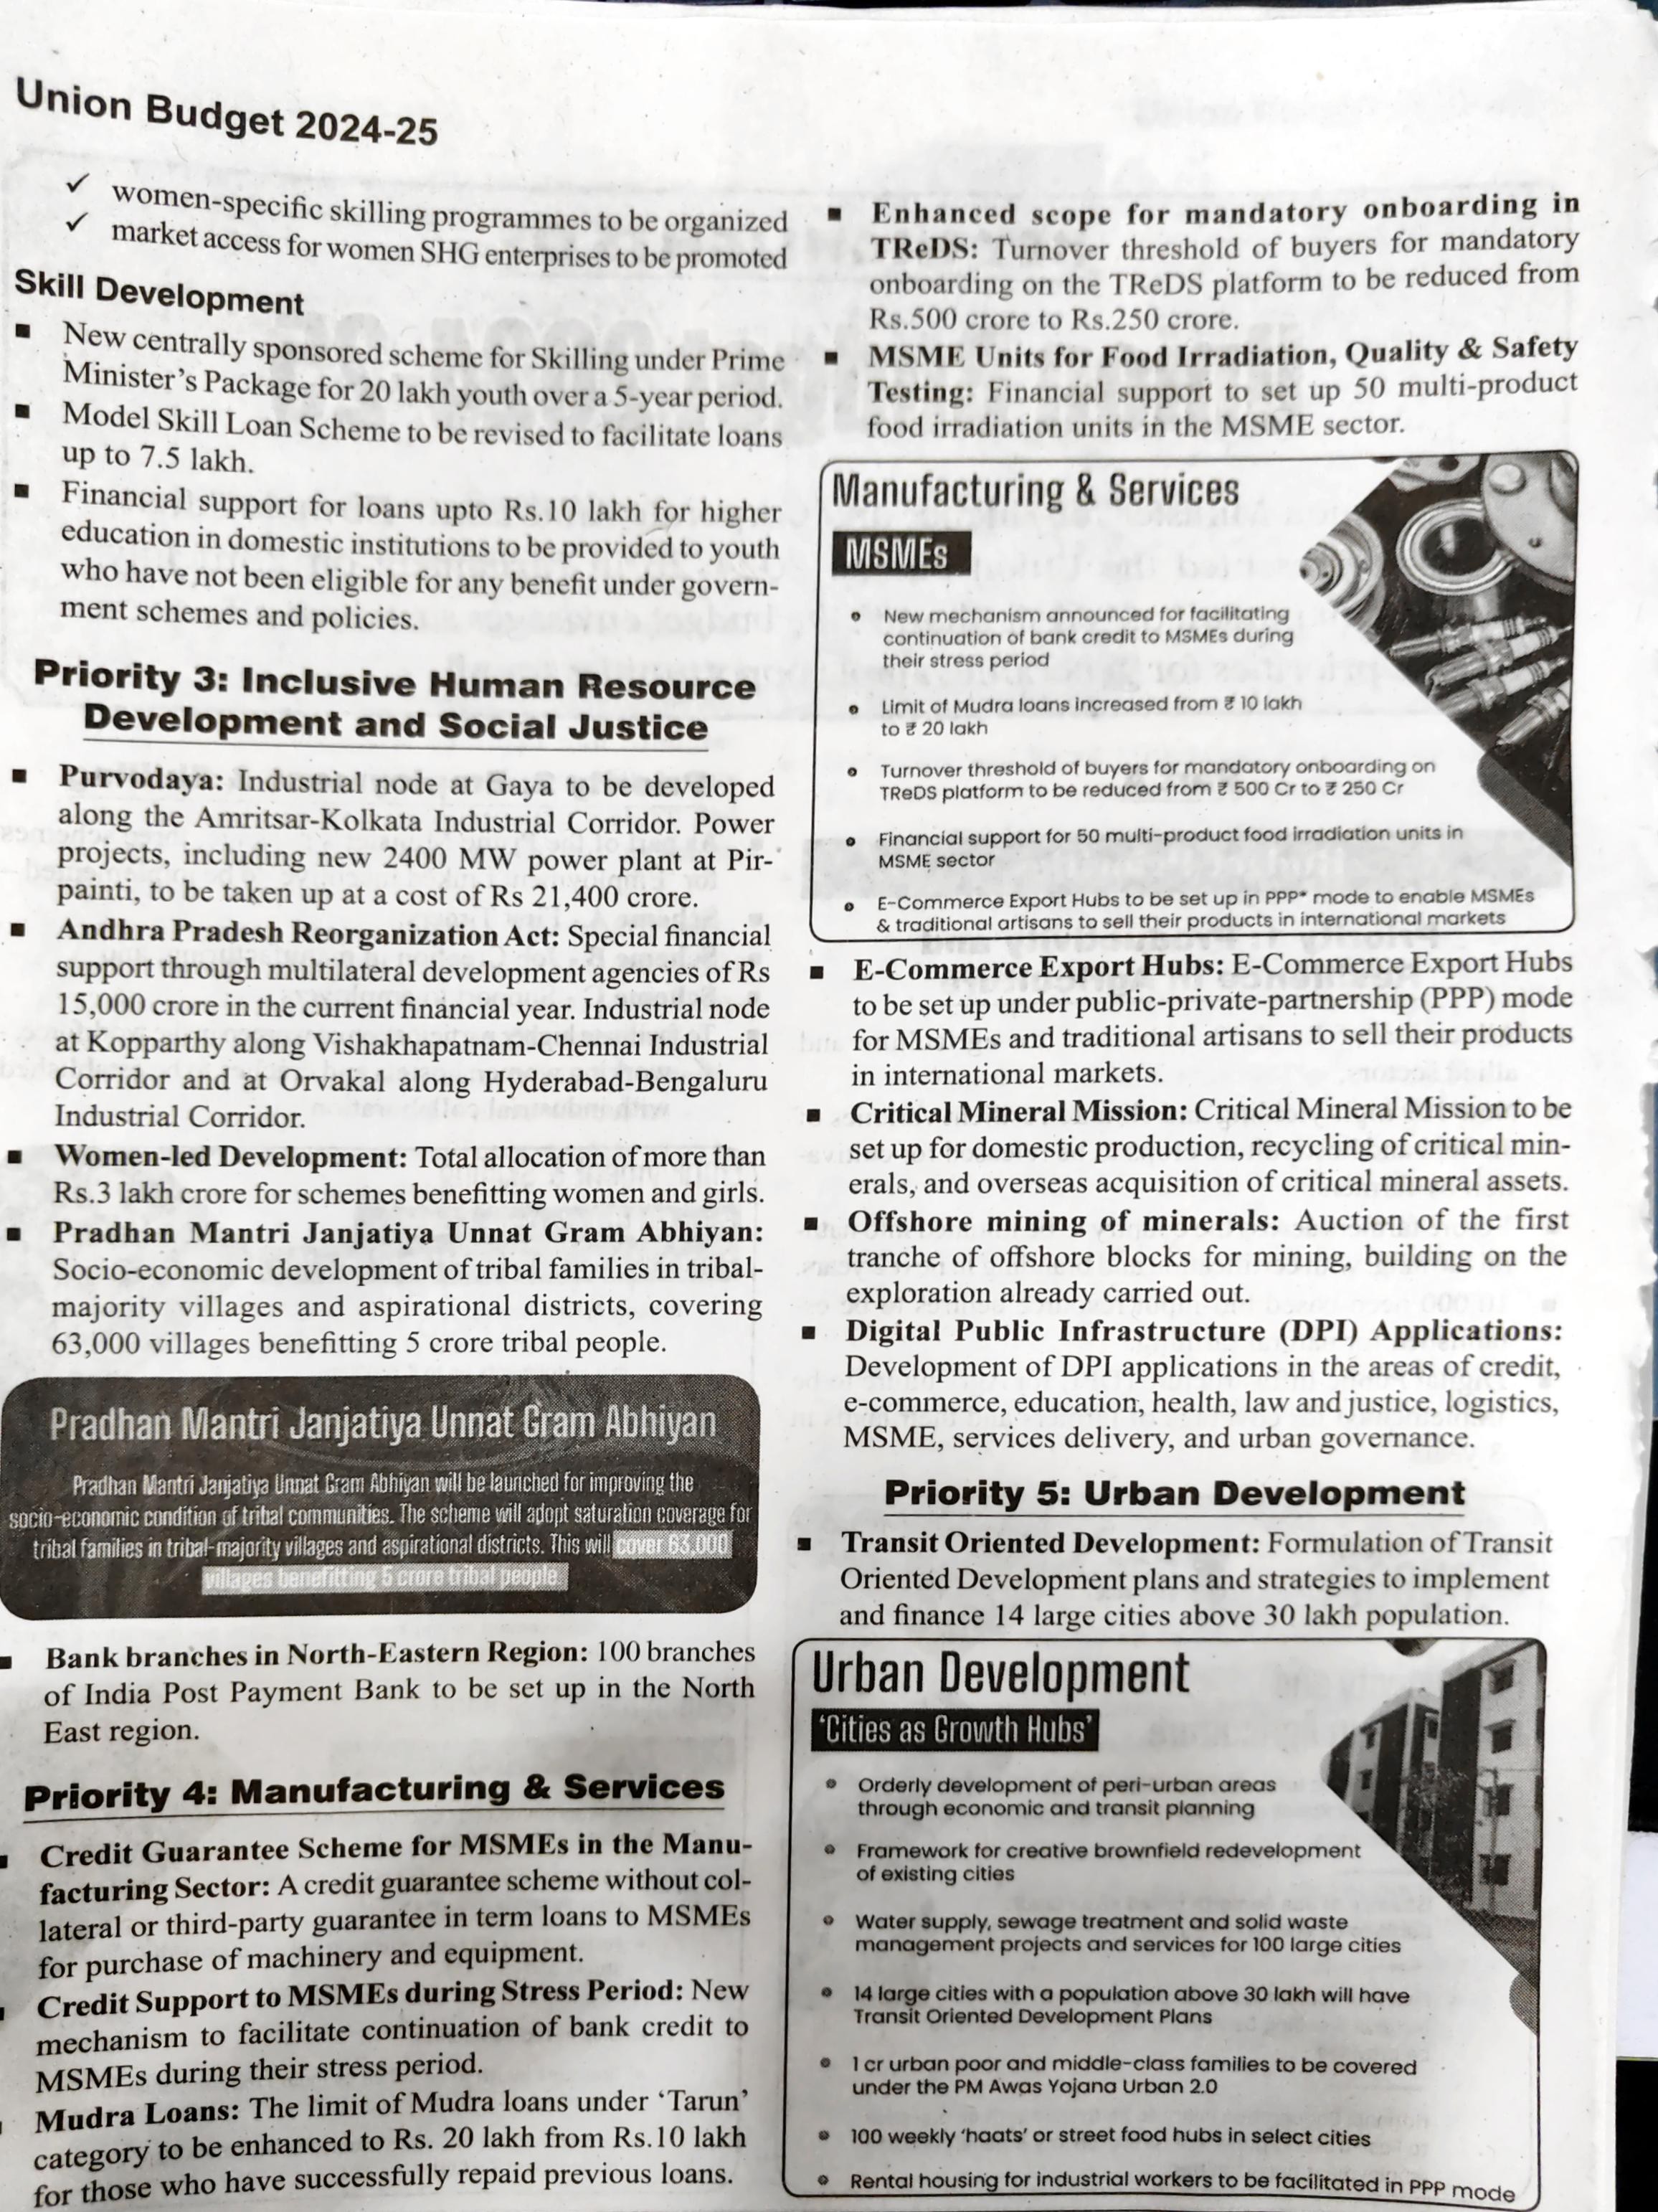 Union Budget 2024-25
✓ women-specific skilling programmes to be organized
✓ market access for women SHG enterprises to be promoted
Skill Development
▪ New centrally sponsored scheme for Skilling under Prime
Minister's Package for 20 lakh youth over a 5-year period.
▪ Model Skill Loan Scheme to be revised to facilitate loans
up to 7.5 lakh.
▪ Financial support for loans upto Rs.10 lakh for higher
education in domestic institutions to be provided to youth
who have not been eligible for any benefit under govern-
ment schemes and policies.
Priority 3: Inclusive Human Resource
Development and Social Justice
▪ Purvodaya: Industrial node at Gaya to be developed
along the Amritsar-Kolkata Industrial Corridor. Power
projects, including new 2400 MW power plant at Pir-
painti, to be taken up at a cost of Rs 21,400 crore.
▪ Andhra Pradesh Reorganization Act: Special financial
support through multilateral development agencies of Rs
15,000 crore in the current financial year. Industrial node
at Kopparthy along Vishakhapatnam-Chennai Industrial
Corridor and at Orvakal along Hyderabad-Bengaluru
Industrial Corridor.
▪ Women-led Development: Total allocation of more than
Rs.3 lakh crore for schemes benefitting women and girls.
▪ Pradhan Mantri Janjatiya Unnat Gram Abhiyan:
Socio-economic development of tribal families in tribal-
majority villages and aspirational districts, covering
63,000 villages benefitting 5 crore tribal people.
Pradhan Mantri Janjatiya Unnat Gram Abhiyan
Pradhan Mantri Janjatiya Unnat Gram Abhiyan will be launched for improving the
socio-economic condition of tribal communities. The scheme will adopt saturation coverage for
tribal families in tribal-majority villages and aspirational districts. This will cover 63,000
villages benefitting 5 crore tribal people.
▪ Bank branches in North-Eastern Region: 100 branches
of India Post Payment Bank to be set up in the North
East region.
Priority 4: Manufacturing & Services
▪ Credit Guarantee Scheme for MSMEs in the Manu-
facturing Sector: A credit guarantee scheme without col-
lateral or third-party guarantee in term loans to MSMEs
for purchase of machinery and equipment.
▪ Credit Support to MSMEs during Stress Period: New
mechanism to facilitate continuation of bank credit to
MSMEs during their stress period.
▪ Mudra Loans: The limit of Mudra loans under 'Tarun'
category to be enhanced to Rs. 20 lakh from Rs.10 lakh
for those who have successfully repaid previous loans.
▪ Enhanced scope for mandatory onboarding in
TReDS: Turnover threshold of buyers for mandatory
onboarding on the TReDS platform to be reduced from
Rs.500 crore to Rs.250 crore.
▪ MSME Units for Food Irradiation, Quality & Safety
Testing: Financial support to set up 50 multi-product
food irradiation units in the MSME sector.
Manufacturing & Services
MSMEs
• New mechanism announced for facilitating
continuation of bank credit to MSMEs during
their stress period
• Limit of Mudra loans increased from ₹ 10 lakh
to ₹ 20 lakh
• Turnover threshold of buyers for mandatory onboarding on
TReDS platform to be reduced from ₹ 500 Cr to ₹ 250 Cr
• Financial support for 50 multi-product food irradiation units in
MSME sector
• E-Commerce Export Hubs to be set up in PPP* mode to enable MSMEs
& traditional artisans to sell their products in international markets
▪ E-Commerce Export Hubs: E-Commerce Export Hubs
to be set up under public-private-partnership (PPP) mode
for MSMEs and traditional artisans to sell their products
in international markets.
▪ Critical Mineral Mission: Critical Mineral Mission to be
set up for domestic production, recycling of critical min-
erals, and overseas acquisition of critical mineral assets.
▪ Offshore mining of minerals: Auction of the first
tranche of offshore blocks for mining, building on the
exploration already carried out.
▪ Digital Public Infrastructure (DPI) Applications:
Development of DPI applications in the areas of credit,
e-commerce, education, health, law and justice, logistics,
MSME, services delivery, and urban governance.
Priority 5: Urban Development
▪ Transit Oriented Development: Formulation of Transit
Oriented Development plans and strategies to implement
and finance 14 large cities above 30 lakh population.
Urban Development
'Cities as Growth Hubs'
• Orderly development of peri-urban areas
through economic and transit planning
• Framework for creative brownfield redevelopment
of existing cities
• Water supply, sewage treatment and solid waste
management projects and services for 100 large cities
• 14 large cities with a population above 30 lakh will have
Transit Oriented Development Plans
• 1 cr urban poor and middle-class families to be covered
under the PM Awas Yojana Urban 2.0
• 100 weekly 'haats' or street food hubs in select cities
• Rental housing for industrial workers to be facilitated in PPP mode